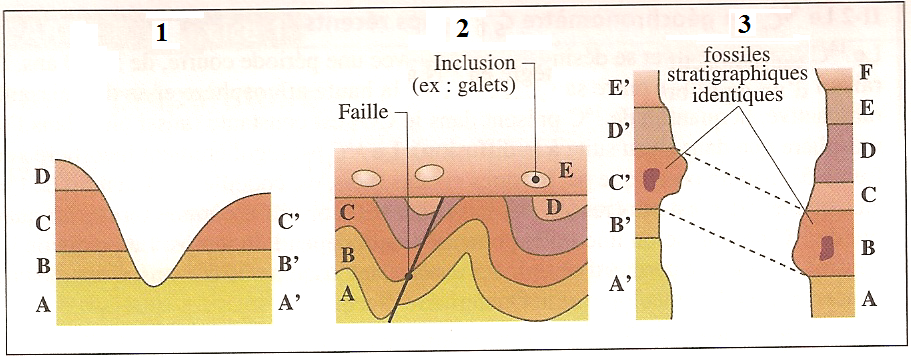 1
D
C
B
A
C’
B’
A’
2
Inclusion
(ex : galets)
Faille
E
C
D
B
A
3
fossiles
stratigraphiques
identiques
E’
D’
C’
B’
A’
F
E
D
C
B
A